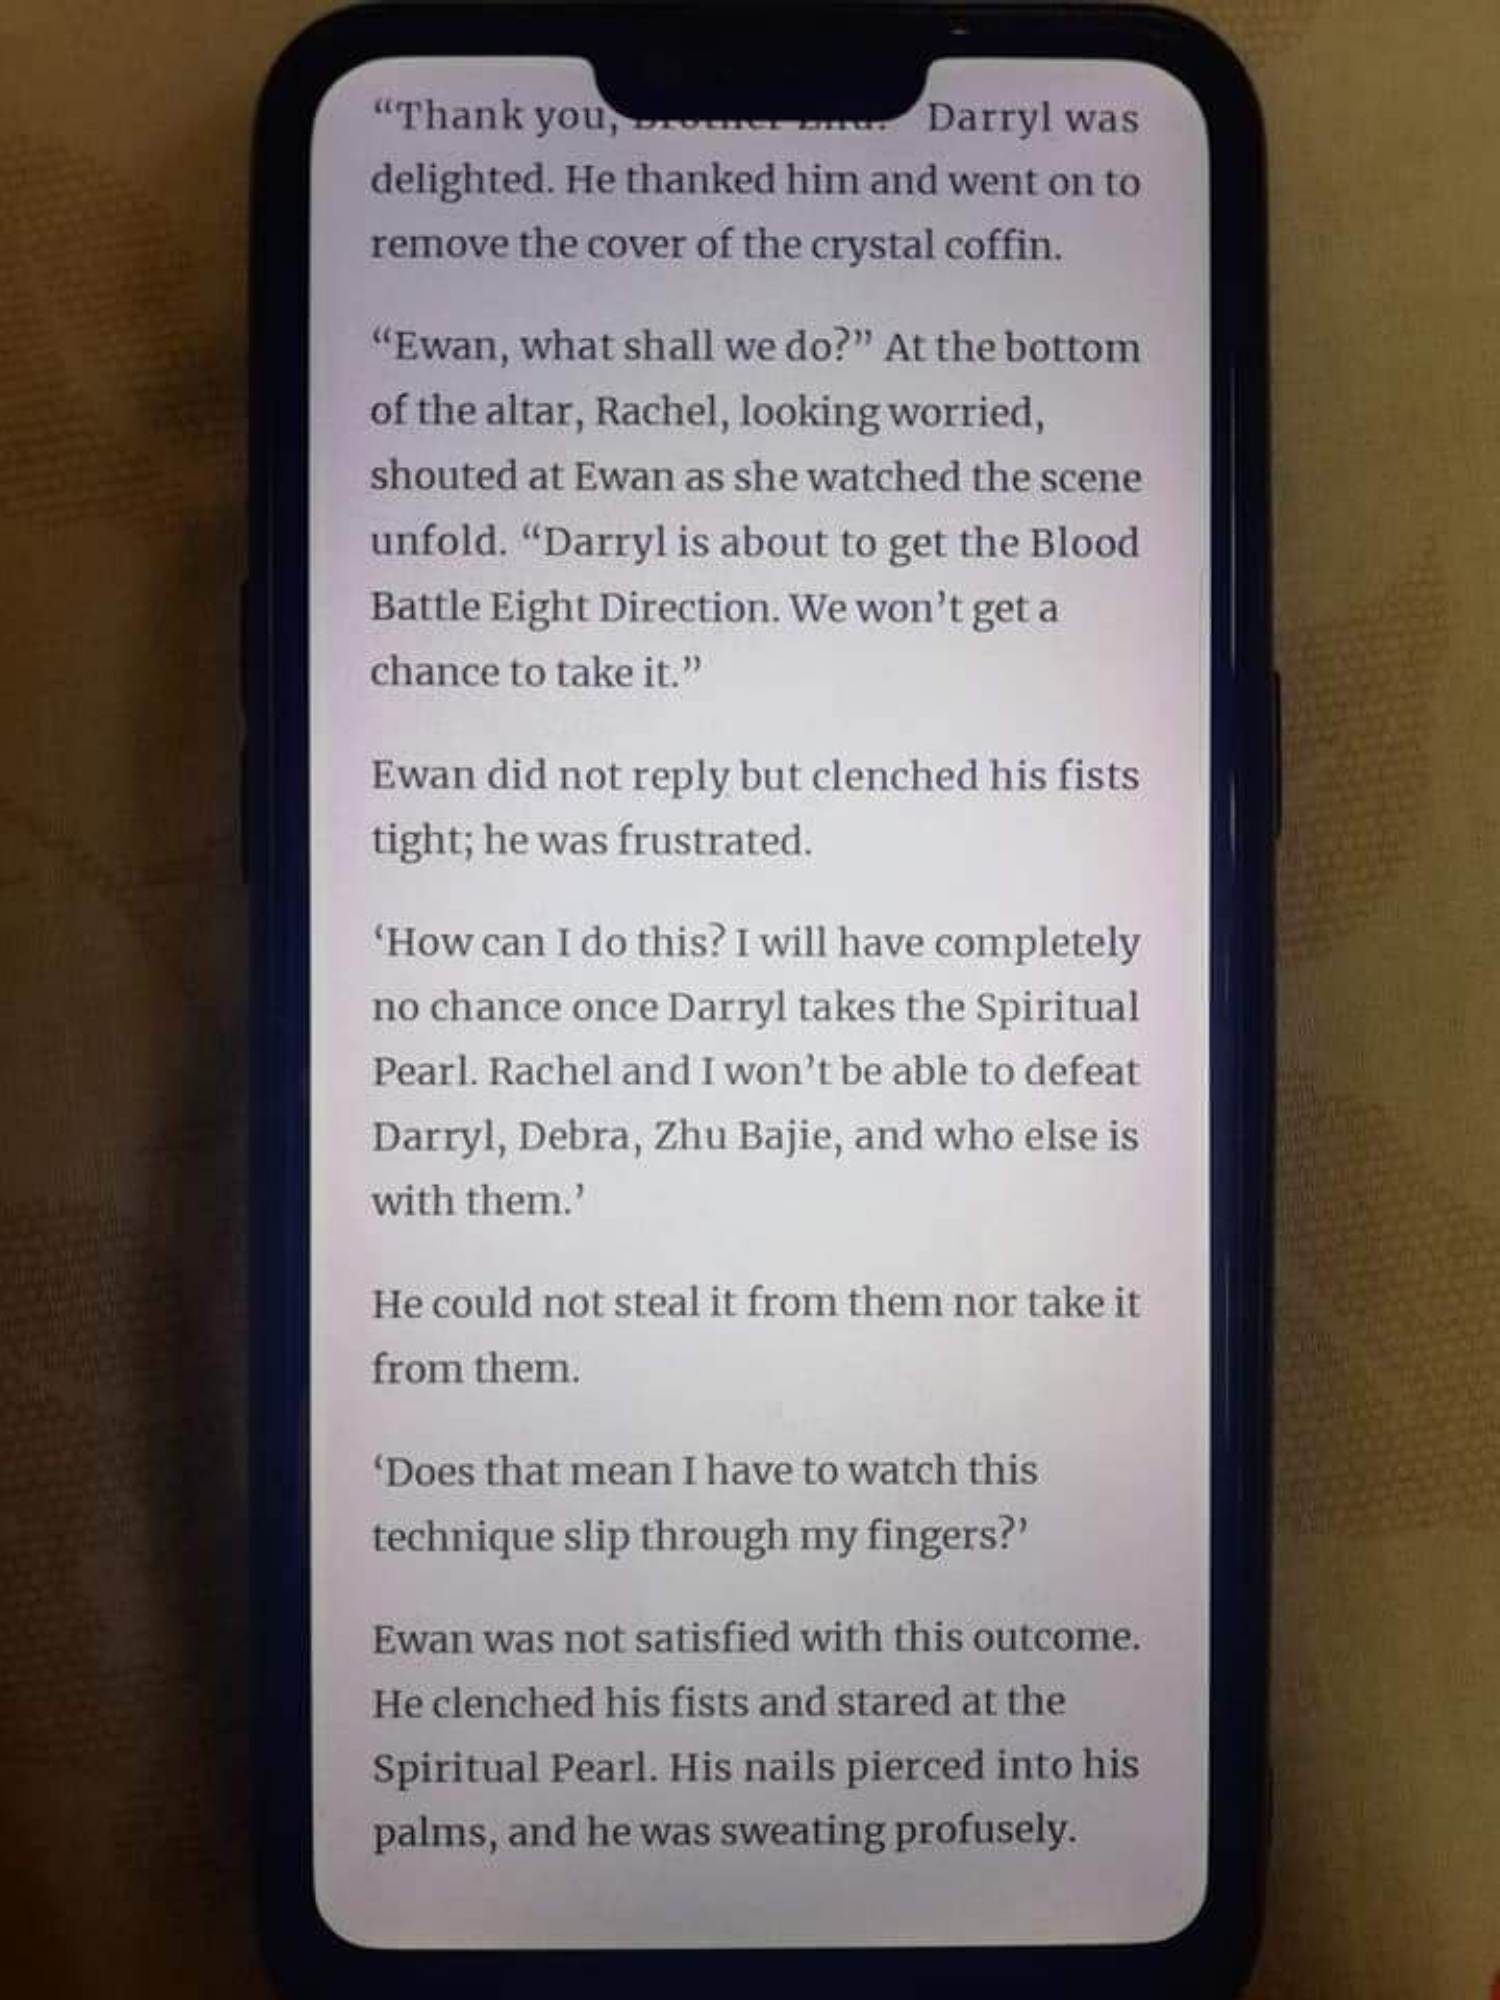 “Thank you, Darryl was
delighted. He thanked him and went on to
remove the cover of the crystal coffin.
“Ewan, what shall we do?” At the bottom
of the altar, Rachel, looking worried,
shouted at Ewan as she watched the scene
unfold. “Darryl is about to get the Blood
Battle Eight Direction. We won’t get a
chance to take it.”
Ewan did not reply but clenched his fists
tight; he was frustrated.
‘How can I do this? I will have completely
no chance once Darryl takes the Spiritual
Pearl. Rachel and I won’t be able to defeat
Darryl, Debra, Zhu Bajie, and who else is
with them.’
He could not steal it from them nor take it
from them.
‘Does that mean I have to watch this
technique slip through my fingers?’
Ewan was not satisfied with this outcome.
He clenched his fists and stared at the
Spiritual Pearl. His nails pierced into his
palms, and he was sweating profusely.